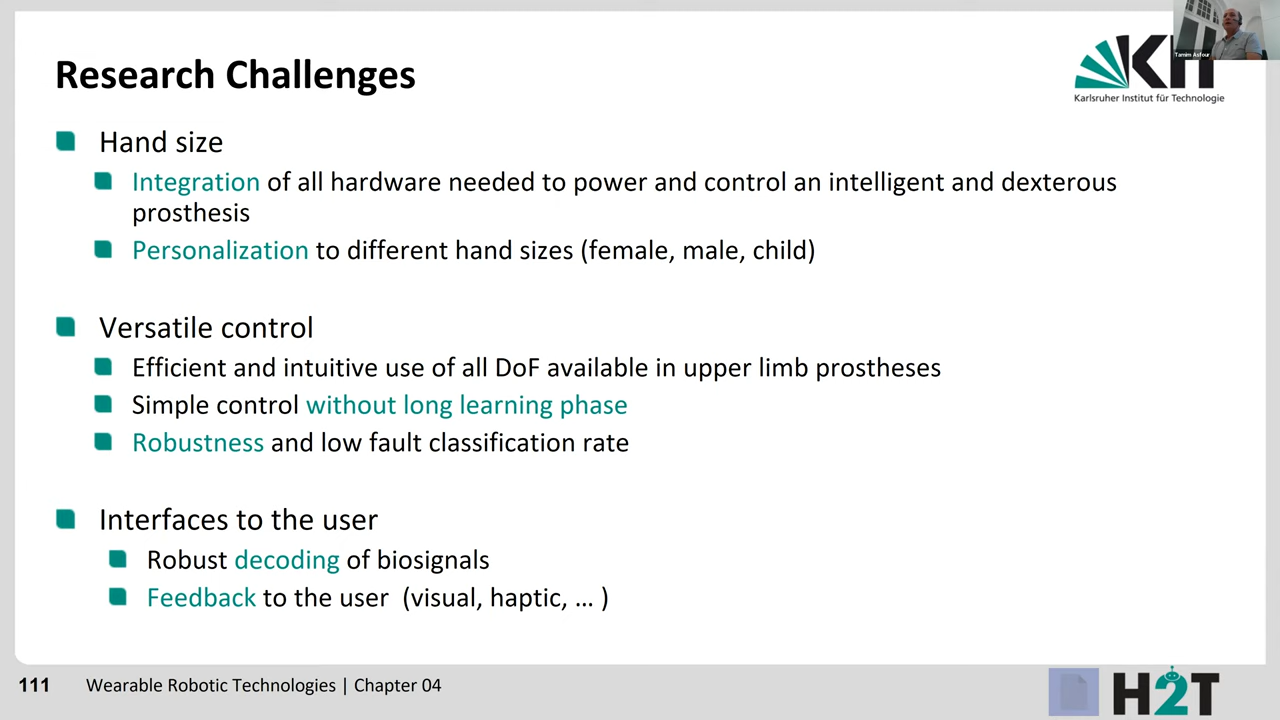 Research Challenges
Tamim Asfour
KIT
Karlsruher Institut für Technologie
Hand size
Integration of all hardware needed to power and control an intelligent and dexterous
prosthesis
Personalization to different hand sizes (female, male, child)
Versatile control
Efficient and intuitive use of all DoF available in upper limb prostheses
Simple control without long learning phase
Robustness and low fault classification rate
Interfaces to the user
Robust decoding of biosignals
Feedback to the user (visual, haptic, ... )
111 Wearable Robotic Technologies | Chapter 04
H2T